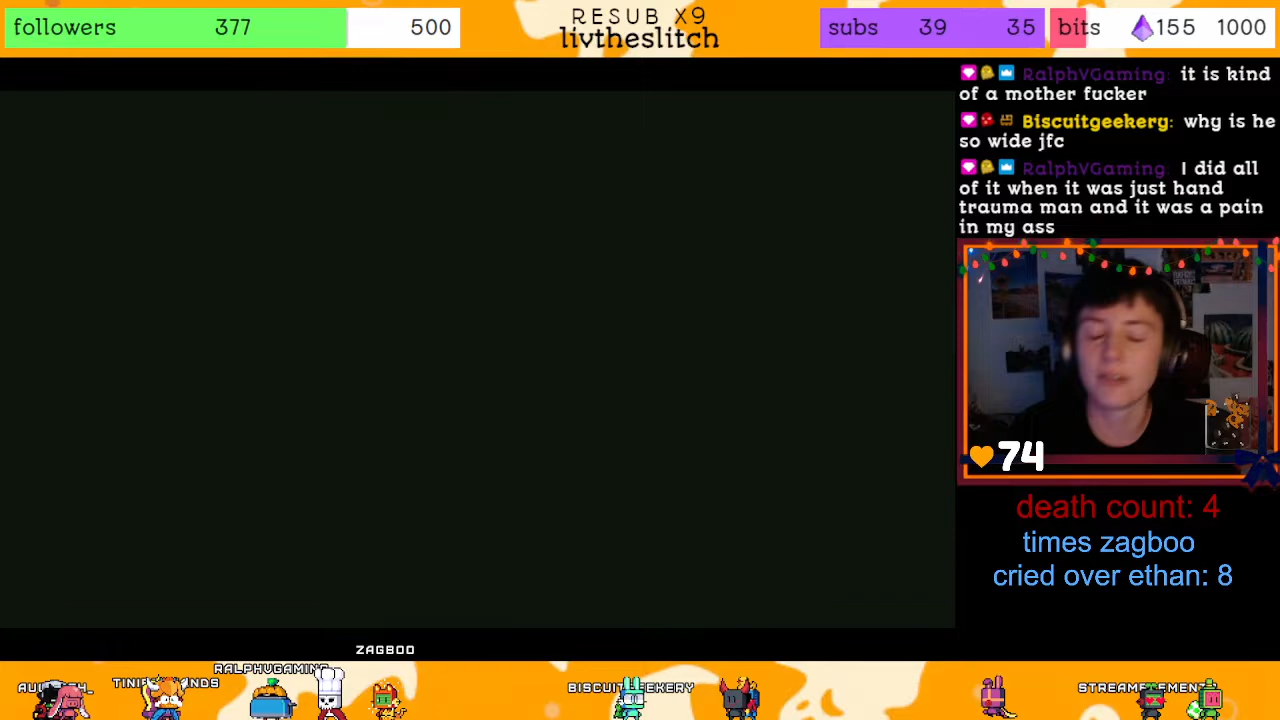 followers 377 500
RESUB X9
livtheslitch
subs 39 35
bits 155 1000
RalphVGaming: it is kind
of a mother fucker
Biscuitgeekery: why is he
so wide jfc
RalphVGaming: I did all
of it when it was just hand
trauma man and it was a pain
in my ass
74
death count: 4
times zagboo
cried over ethan: 8
ZAGBOO
RALPHVGAMING